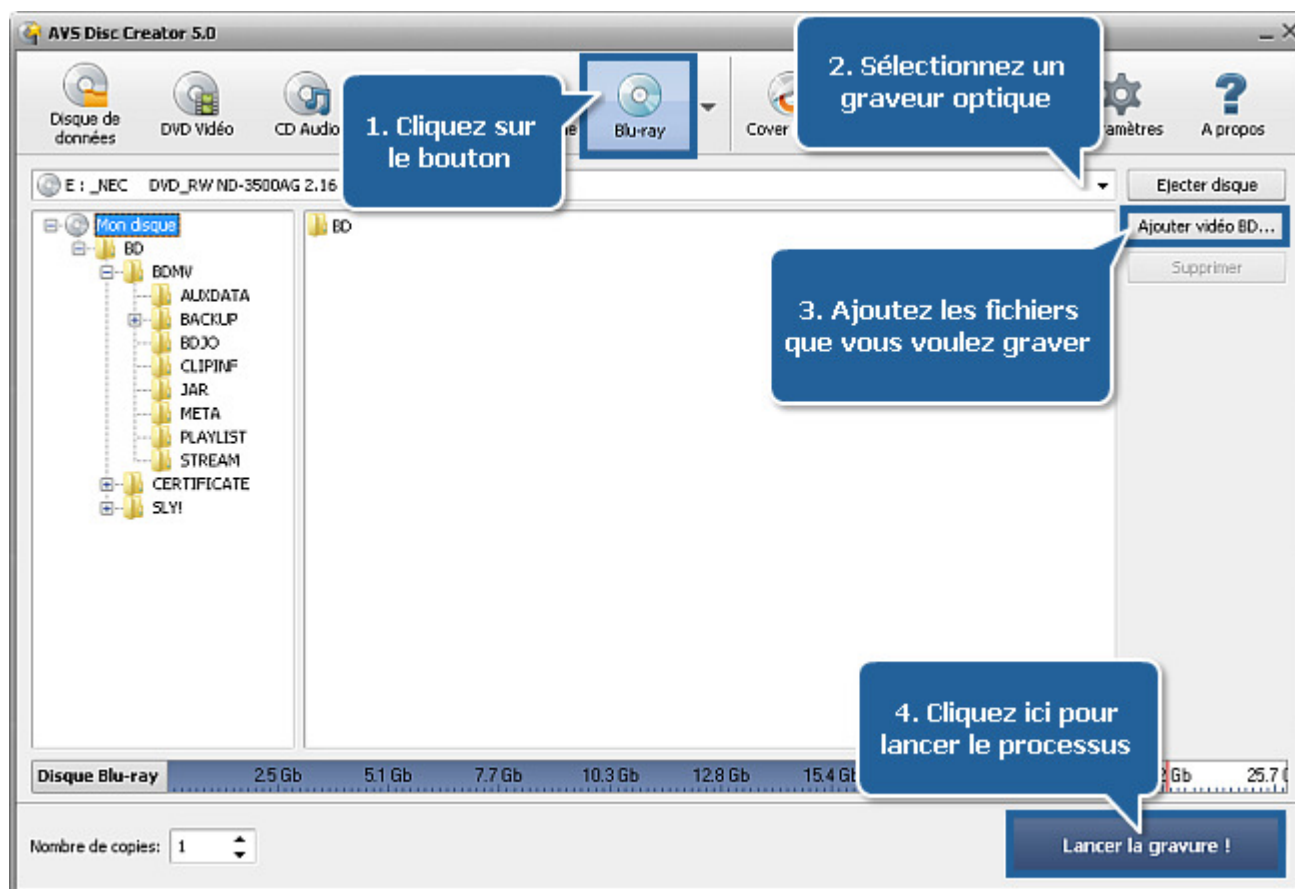 AVS Disc Creator 5.0
Disque de
données
DVD Vidéo
CD Audio
Blu-ray
Cover
A propos
1. Cliquez sur
le bouton
2. Sélectionnez un
graveur optique
E : _NEC DVD_RW ND-3500AG 2.16
Ejecter disque
Mon disque
BD
BDMV
AUXDATA
BACKUP
BDJO
CLIPINF
JAR
META
PLAYLIST
STREAM
CERTIFICATE
SLY!
BD
Ajouter vidéo BD...
Supprimer
3. Ajoutez les fichiers
que vous voulez graver
4. Cliquez ici pour
lancer le processus
Disque Blu-ray 2.5 Gb 5.1 Gb 7.7 Gb 10.3 Gb 12.8 Gb 15.4 Gb Gb 25.7
Nombre de copies: 1
Lancer la gravure !